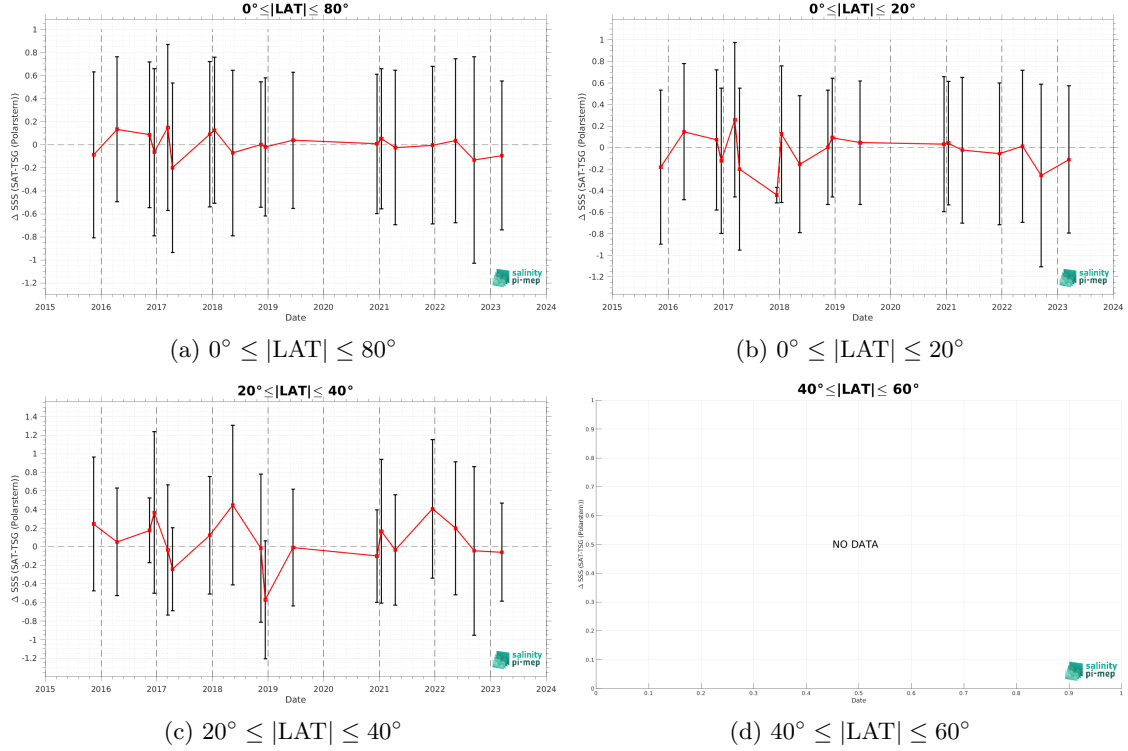 0°≤|LAT|≤ 80°
Δ SSS (SAT-TSG (Polarstern))
1
0.8
0.6
0.4
0.2
0
-0.2
-0.4
-0.6
-0.8
-1
-1.2
2015 2016 2017 2018 2019 2020 2021 2022 2023 2024
Date
salinity
pi-mep
(a) 0° ≤ |LAT| ≤ 80°
0°≤|LAT|≤ 20°
Δ SSS (SAT-TSG (Polarstern))
1
0.8
0.6
0.4
0.2
0
-0.2
-0.4
-0.6
-0.8
-1
-1.2
2015 2016 2017 2018 2019 2020 2021 2022 2023 2024
Date
salinity
pi-mep
(b) 0° ≤ |LAT| ≤ 20°
20°≤|LAT|≤ 40°
Δ SSS (SAT-TSG (Polarstern))
1.4
1.2
1
0.8
0.6
0.4
0.2
0
-0.2
-0.4
-0.6
-0.8
-1
-1.2
2015 2016 2017 2018 2019 2020 2021 2022 2023 2024
Date
salinity
pi-mep
(c) 20° ≤ |LAT| ≤ 40°
40°≤|LAT|≤ 60°
Δ SSS (SAT-TSG (Polarstern))
1
0.9
0.8
0.7
0.6
0.5
0.4
0.3
0.2
0.1
0
NO DATA
0 0.1 0.2 0.3 0.4 0.5 0.6 0.7 0.8 0.9 1
Date
salinity
pi-mep
(d) 40° ≤ |LAT| ≤ 60°